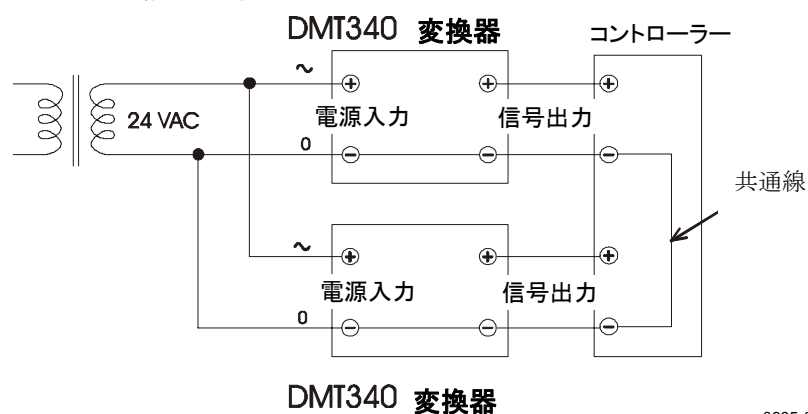 DMT340 変換器
コントローラー
~
電源入力
信号出力
24 VAC
0
共通線
~
電源入力
信号出力
0
DMT340 変換器